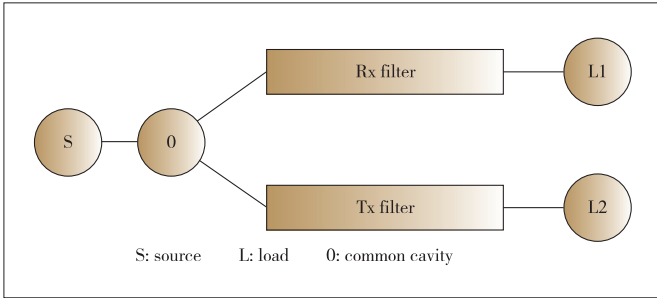 Rx filter
L1
S
0
Tx filter
L2
S: source L: load 0: common cavity